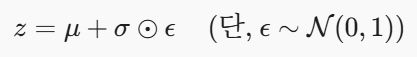 z = μ + σ ⊙ ϵ (단, ϵ ∼ 𝒩(0, 1))